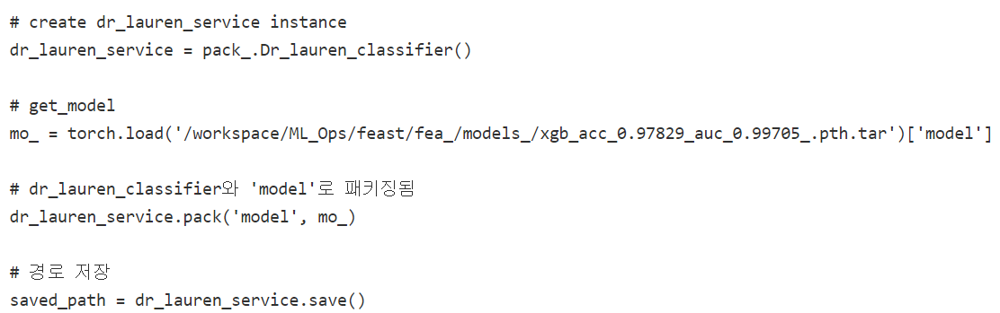 # create dr_lauren_service instance
dr_lauren_service = pack_.Dr_lauren_classifier()
# get_model
mo_ = torch.load('/workspace/ML_Ops/feast/fea_/models_/xgb_acc_0.97829_auc_0.99705_.pth.tar')['model']
# dr_lauren_classifier와 'model'로 패키징됨
dr_lauren_service.pack('model', mo_)
# 경로 저장
saved_path = dr_lauren_service.save()